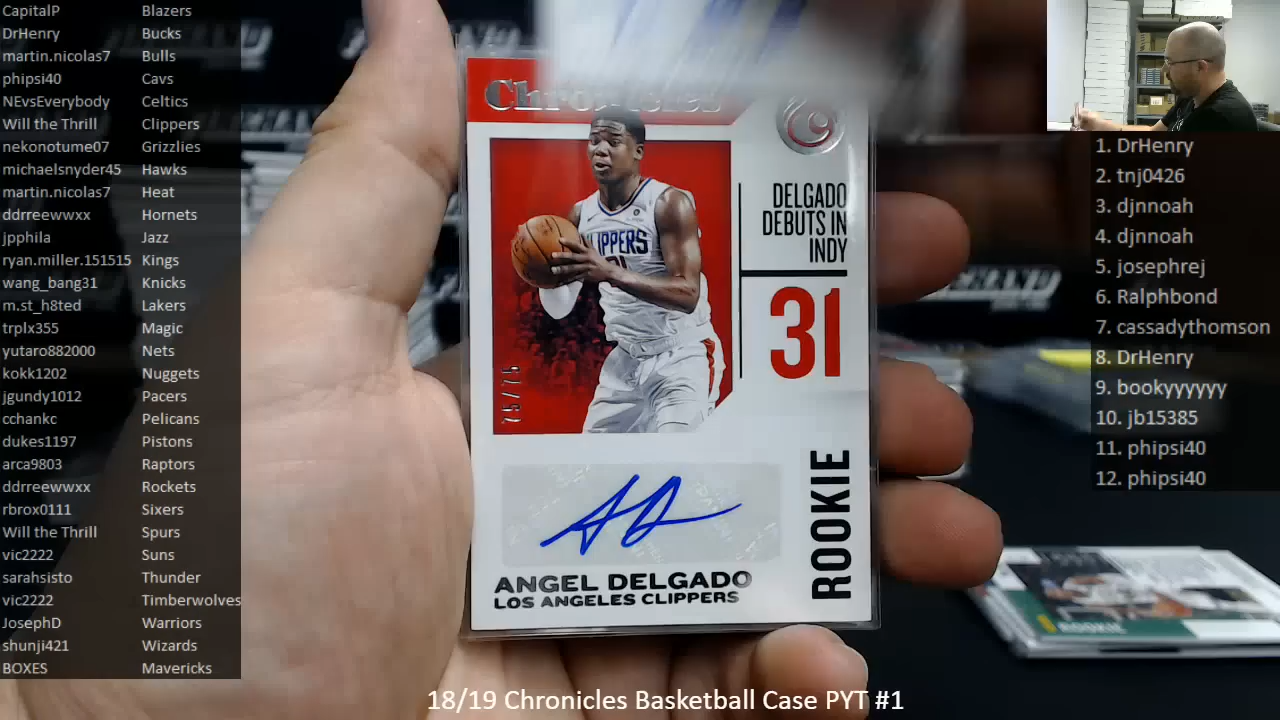 CapitalP Blazers
DrHenry Bucks
martin.nicolas7 Bulls
phipsi40 Cavs
NEvsEverybody Celtics
Will the Thrill Clippers
nekonotume07 Grizzlies
michaelsnyder45 Hawks
martin.nicolas7 Heat
ddrreewwxx Hornets
jpphila Jazz
ryan.miller.151515 Kings
wang_bang31 Knicks
m.st_h8ted Lakers
trplx355 Magic
yutaro882000 Nets
kokk1202 Nuggets
jgundy1012 Pacers
cchankc Pelicans
dukes1197 Pistons
arca9803 Raptors
ddrreewwxx Rockets
rbrox0111 Sixers
Will the Thrill Spurs
vic2222 Suns
sarahsisto Thunder
vic2222 Timberwolves
JosephD Warriors
shunji421 Wizards
BOXES Mavericks
Chronicles
DELGADO
DEBUTS IN
INDY
31
CLIPPERS
ROOKIE
ANGEL DELGADO
LOS ANGELES CLIPPERS
1. DrHenry
2. tnj0426
3. djnnoah
4. djnnoah
5. josephrej
6. Ralphbond
7. cassadythomson
8. DrHenry
9. bookyyyyyy
10. jb15385
11. phipsi40
12. phipsi40
ROOKIE
18/19 Chronicles Basketball Case PYT #1